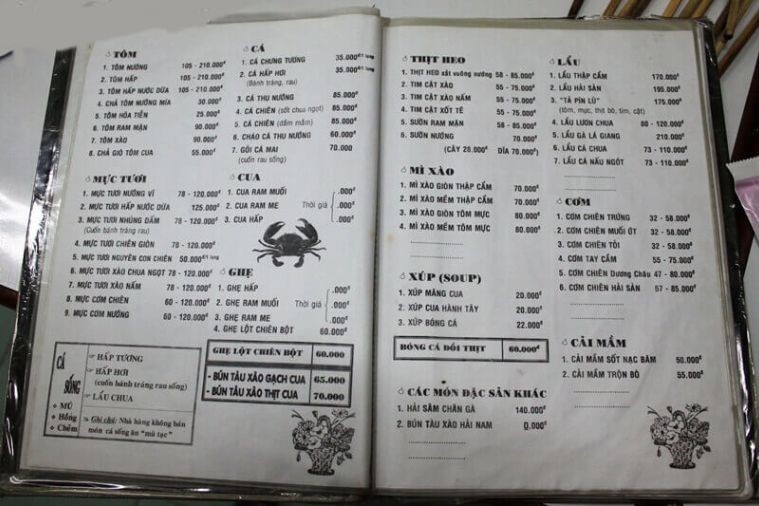 TÔM
1. TÔM NƯỚNG 105 - 210.000đ
2. TÔM HẤP 105 - 210.000đ
3. TÔM HẤP NƯỚC DỪA 105 - 210.000đ
4. CHẢ TÔM NƯỚNG MÍA 30.000đ
5. TÔM HỎA TIỄN 25.000đ
6. TÔM RAM MẶN 90.000đ
7. TÔM XÀO 90.000đ
8. CHẢ GIÒ TÔM CUA 55.000đ
MỰC TƯƠI
1. MỰC TƯƠI NƯỚNG VỈ 78 - 120.000đ
2. MỰC TƯƠI HẤP NƯỚC DỪA 125.000đ
3. MỰC TƯƠI NHÚNG DẤM 78 - 120.000đ
(Cuốn bánh tráng rau)
4. MỰC TƯƠI CHIÊN GIÒN 78 - 120.000đ
5. MỰC TƯƠI NGUYÊN CON CHIÊN 50.000đ/1 lạng
6. MỰC TƯƠI XÀO CHUA NGỌT 78 - 120.000đ
7. MỰC TƯƠI XÀO NẤM 78 - 120.000đ
8. MỰC CƠM CHIÊN 60 - 120.000đ
9. MỰC CƠM NƯỚNG 60 - 120.000đ
CÁ SỐNG
MÚ
Hồng
Chẽm
HẤP TƯƠNG
HẤP HƠI
(cuốn bánh tráng rau sống)
LẨU CHUA
Ghi chú: Nhà hàng không bán
món cá sống ăn "mù tạc"
CÁ
1. CÁ CHƯNG TƯƠNG 35.000đ/1 lạng
2. CÁ HẤP HƠI 35.000đ/1 lạng
(Bánh tráng, rau)
3. CÁ THU NƯỚNG 85.000đ
4. CÁ CHIÊN (sốt chua ngọt) 85.000đ
5. CÁ CHIÊN (dầm mắm) 85.000đ
6. CHÁO CÁ THU NƯỚNG 60.000đ
7. GỎI CÁ MAI 70.000
(cuốn rau sống)
CUA
1. CUA RAM MUỐI .000đ
2. CUA RAM ME Thời giá .000đ
3. CUA HẤP .000đ
GHẸ
1. GHẸ HẤP .000đ
2. GHẸ RAM MUỐI Thời giá .000đ
3. GHẸ RAM ME .000đ
4. GHẸ LỘT CHIÊN BỘT 60.000đ
GHẸ LỘT CHIÊN BỘT 60.000
- BÚN TÀU XÀO GẠCH CUA 65.000
- BÚN TÀU XÀO THỊT CUA 70.000
THỊT HEO
1. THỊT HEO xắt vuông nướng 58 - 85.000đ
2. TIM CẬT XÀO 55 - 75.000đ
3. TIM CẬT XÀO NẤM 55 - 75.000đ
4. TIM CẬT XỐT TÊ 55 - 75.000đ
5. SƯỜN RAM MẶN 58 - 85.000đ
6. SƯỜN NƯỚNG 70.000đ
(CÂY 28.000đ ĐĨA 70.000đ)
MÌ XÀO
1. MÌ XÀO GIÒN THẬP CẨM 70.000đ
2. MÌ XÀO MỀM THẬP CẨM 70.000đ
3. MÌ XÀO GIÒN TÔM MỰC 80.000đ
4. MÌ XÀO MỀM TÔM MỰC 80.000đ
XÚP (SOUP)
1. XÚP MĂNG CUA 20.000đ
2. XÚP CUA HÀNH TÂY 20.000đ
3. XÚP BÓNG CÁ 22.000đ
BÓNG CÁ DỒI THỊT 60.000đ
CÁC MÓN ĐẶC SẢN KHÁC
1. HẢI SÂM CHÂN GÀ 140.000đ
2. BÚN TÀU XÀO HẢI NAM 0.000đ
LẨU
1. LẨU THẬP CẨM 170.000đ
2. LẨU HẢI SẢN 195.000đ
3. "TẢ PÍN LÙ" 175.000đ
(tôm, mực, thịt bò, tim, cật)
4. LẨU LƯƠN CHUA 80 - 120.000đ
5. LẨU GÀ LÁ GIANG 210.000đ
6. LẨU CÁ CHUA 73 - 110.000đ
7. LẨU CÁ NẤU NGÓT 73 - 110.000đ
CƠM
1. CƠM CHIÊN TRỨNG 32 - 58.000đ
2. CƠM CHIÊN MUỐI ỚT 32 - 58.000đ
3. CƠM CHIÊN TỎI 32 - 58.000đ
4. CƠM TAY CẦM 55 - 75.000đ
5. CƠM CHIÊN Dương Châu 47 - 80.000đ
6. CƠM CHIÊN HẢI SẢN 57 - 85.000đ
CẢI MẦM
1. CẢI MẦM SỐT NẠC BẰM 50.000đ
2. CẢI MẦM TRỘN BÒ 55.000đ